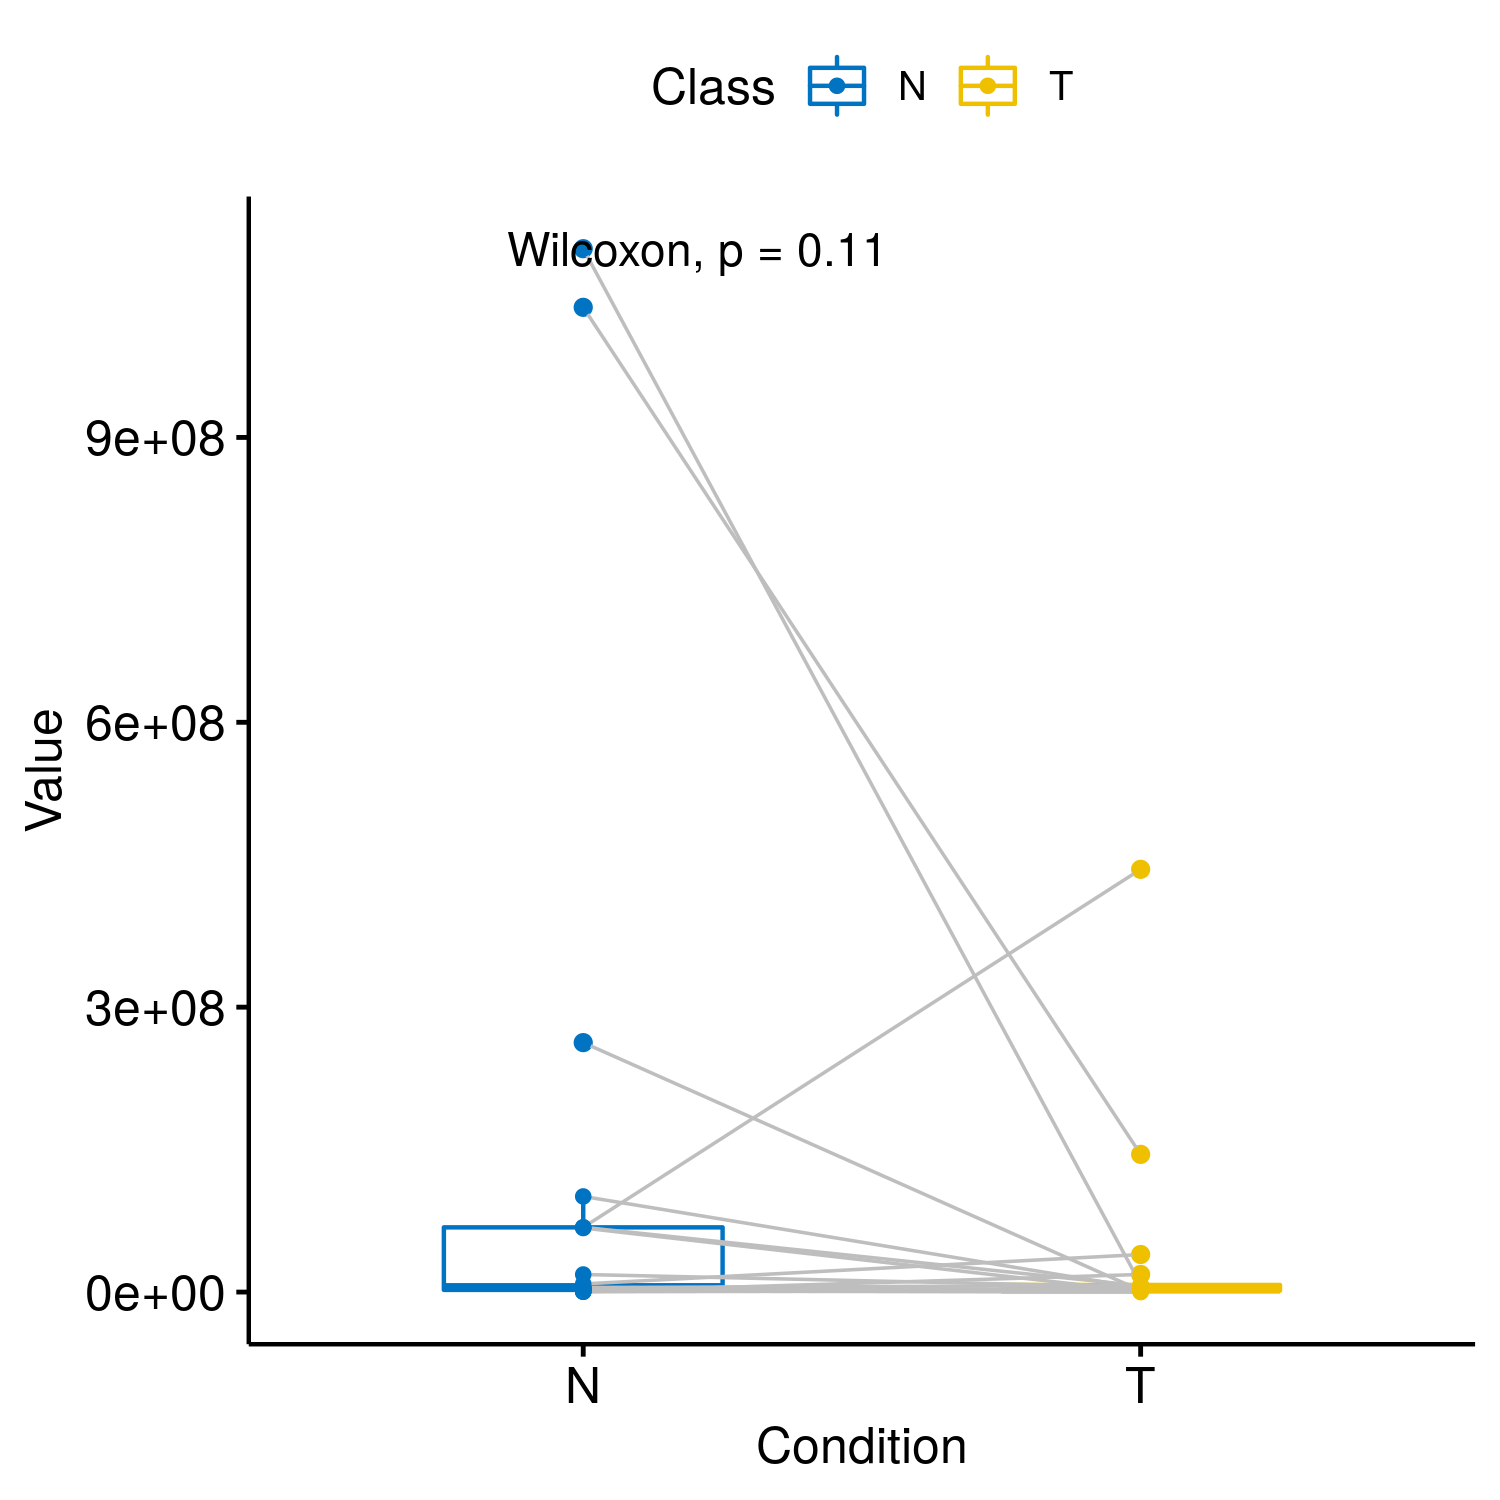 Class N T
Wilcoxon, p = 0.11
9e+08
6e+08
3e+08
0e+00
Value
N T
Condition